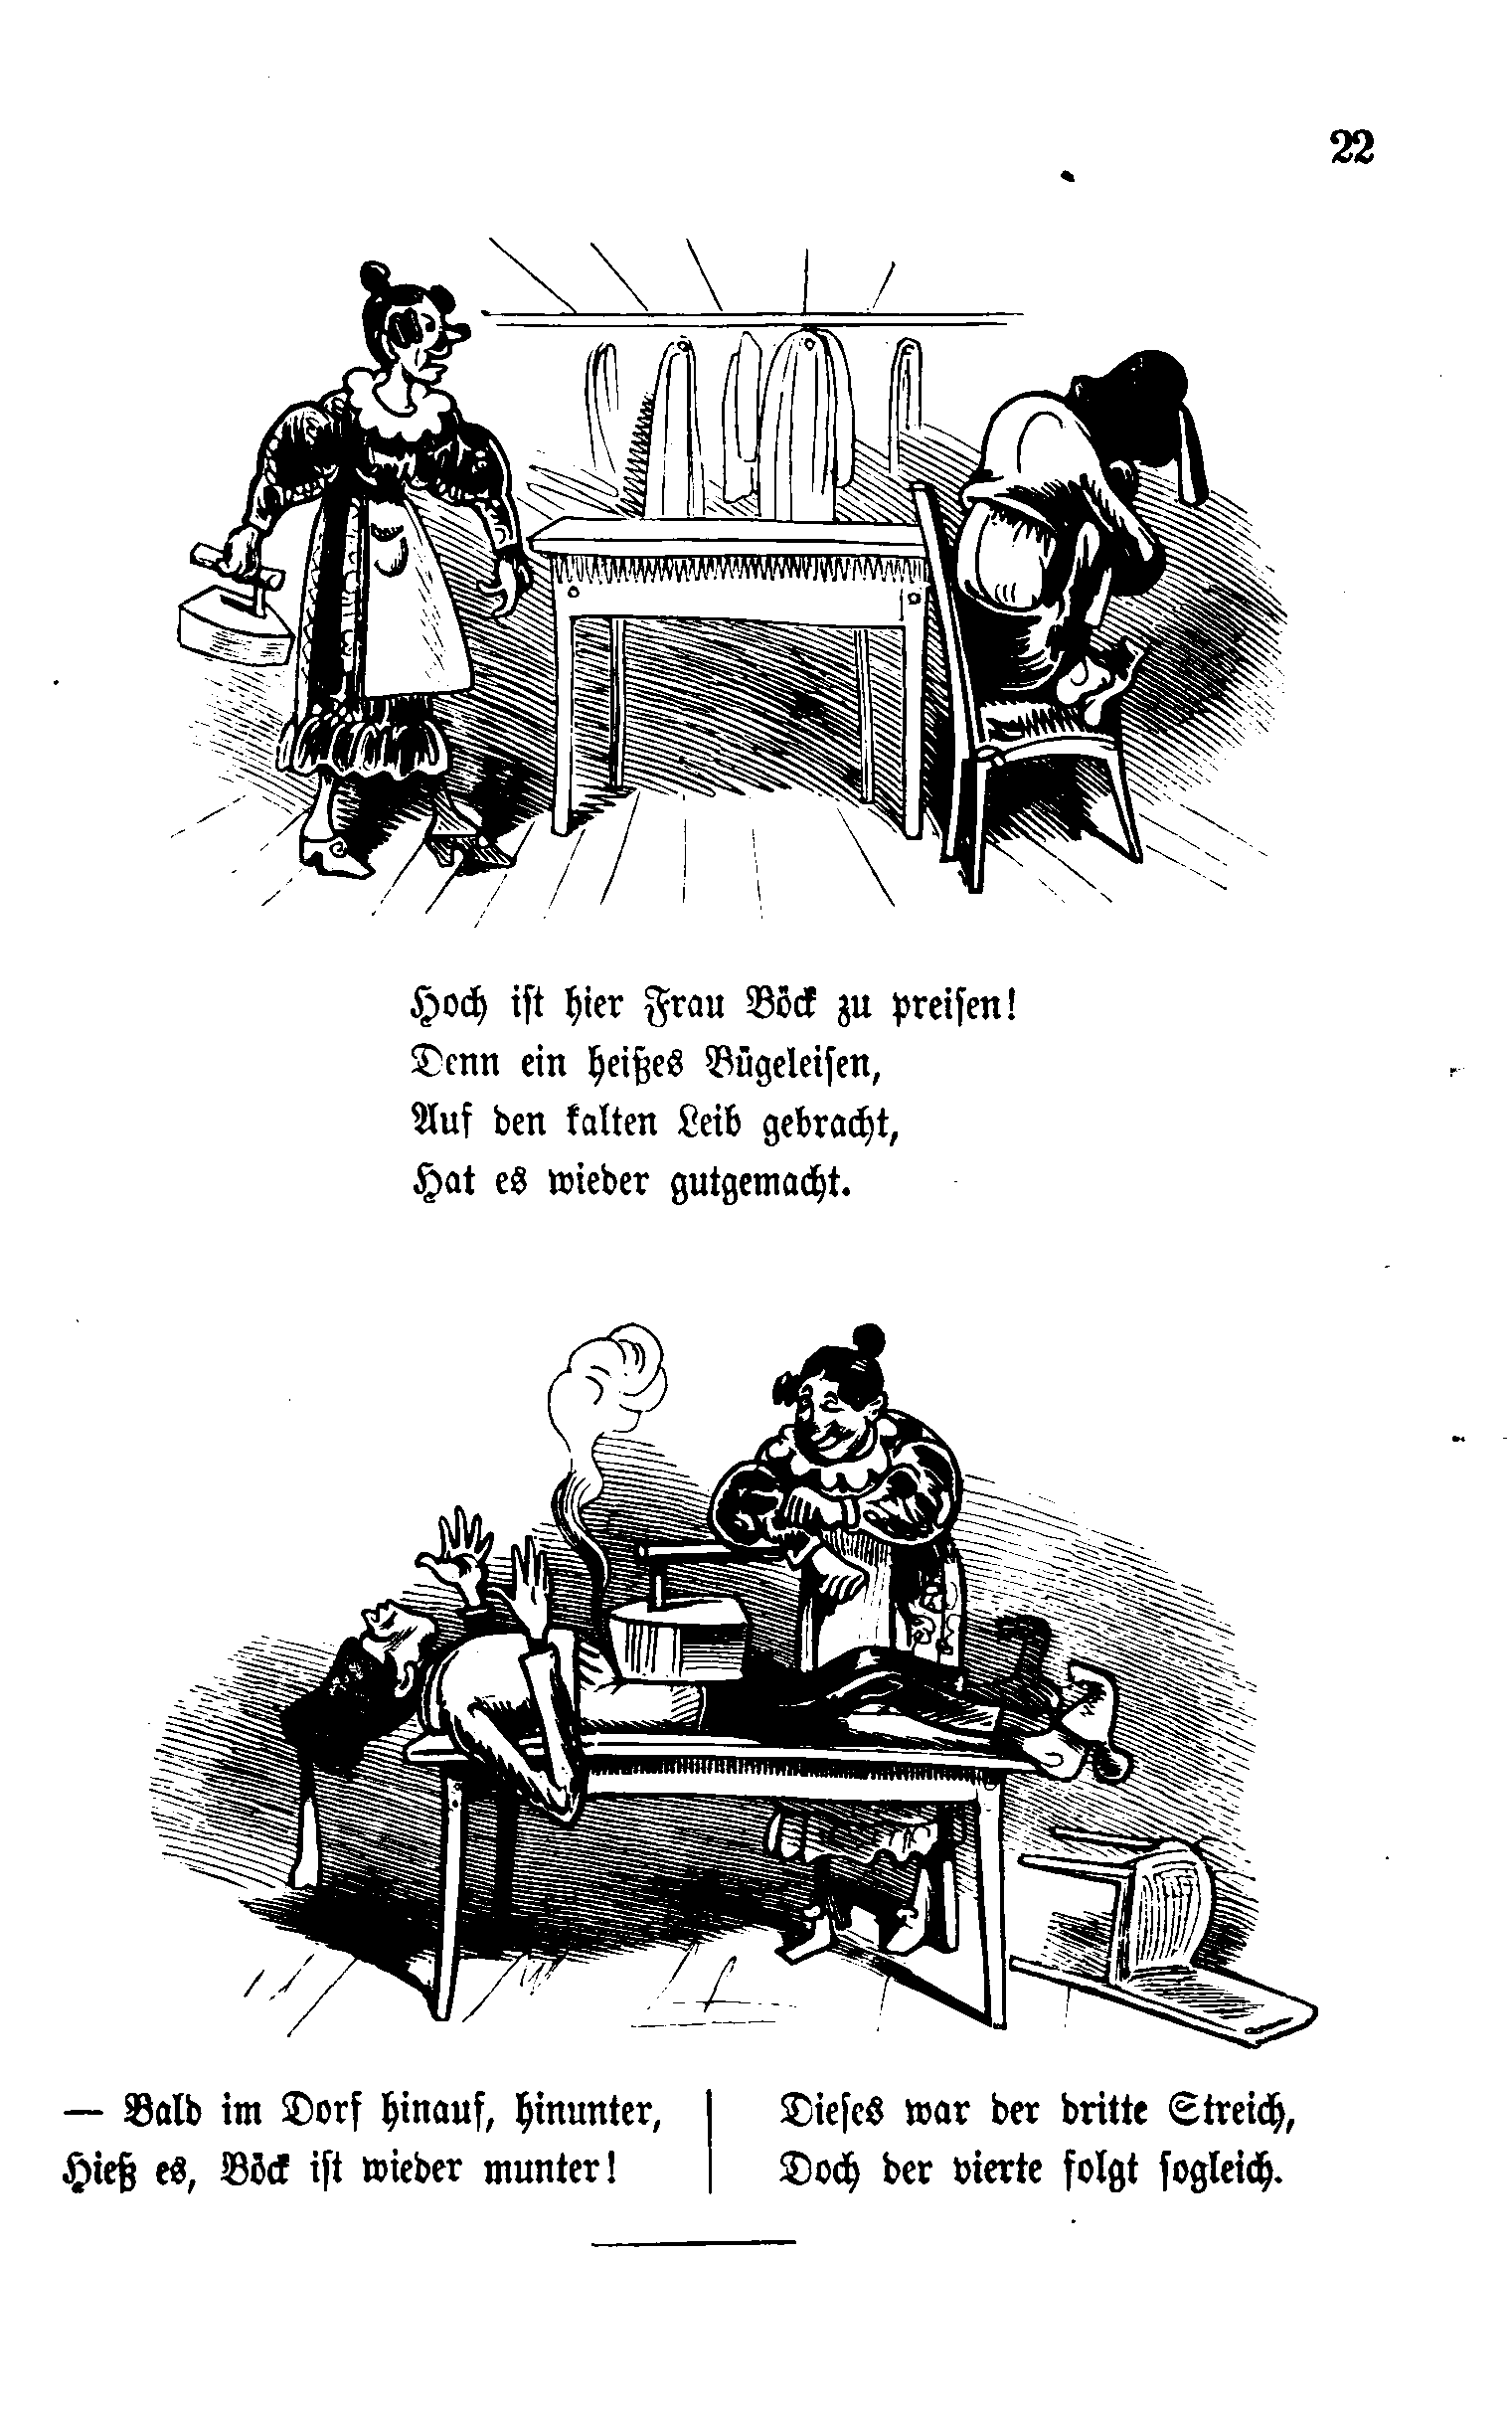 22
Hoch ist hier Frau Böck zu preisen!
Denn ein heißes Bügeleisen,
Auf den kalten Leib gebracht,
Hat es wieder gutgemacht.
— Bald im Dorf hinauf, hinunter,
Hieß es, Böck ist wieder munter!
Dieses war der dritte Streich,
Doch der vierte folgt sogleich.